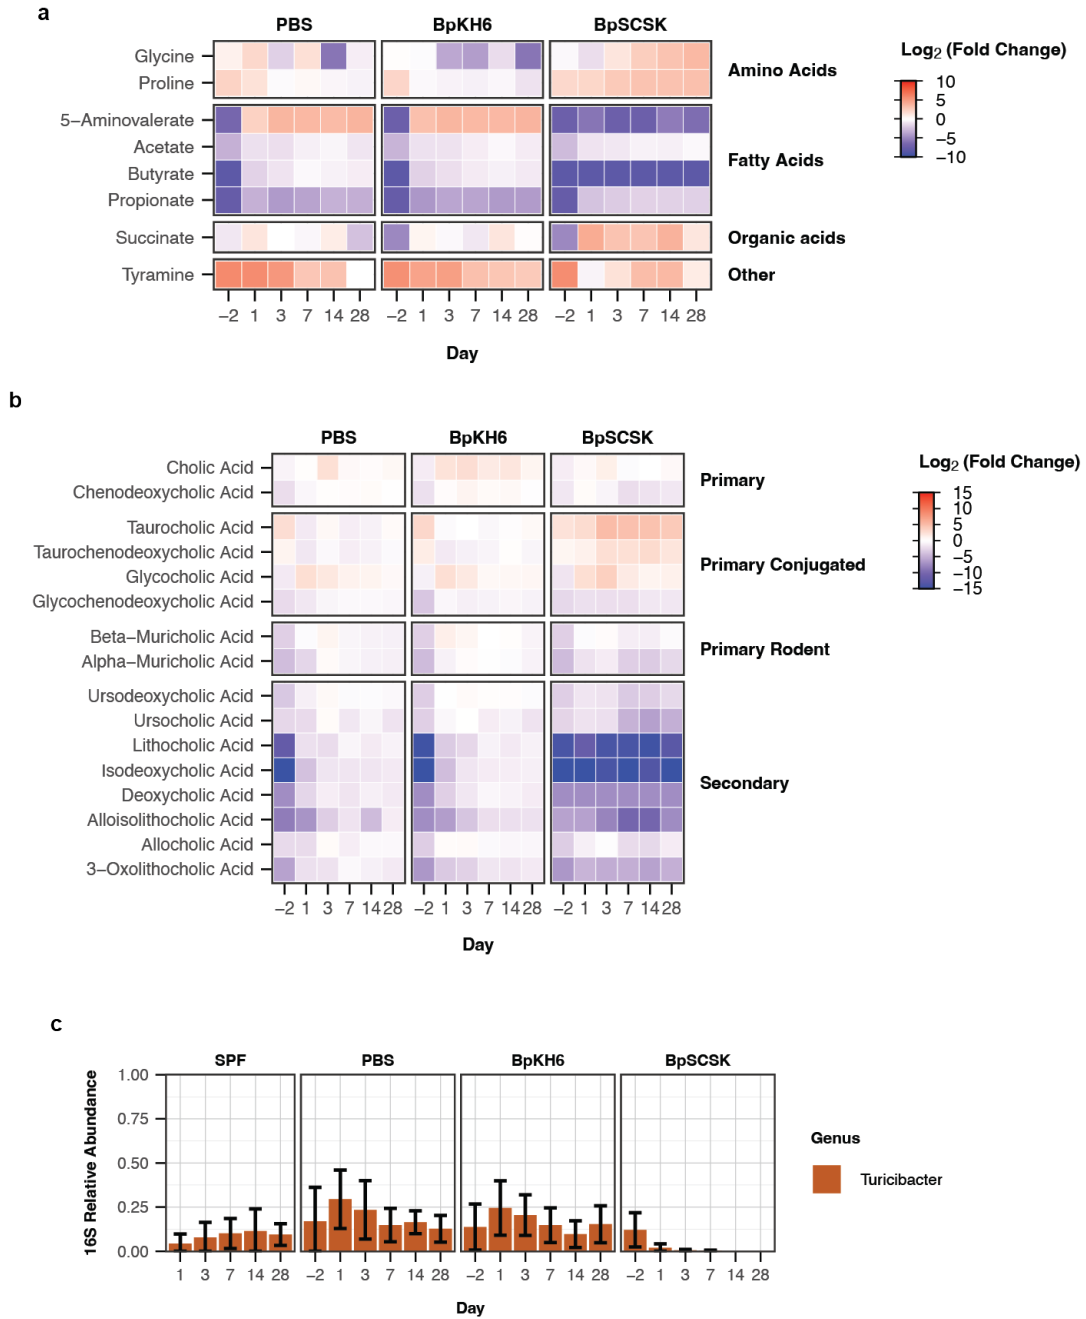 a
PBS BpKH6 BpSCSK
Log2 (Fold Change)
Glycine
Proline
Amino Acids
10
5
0
−5
−10
5−Aminovalerate
Acetate
Butyrate
Propionate
Fatty Acids
Succinate
Organic acids
Tyramine
Other
−2 1 3 7 14 28 −2 1 3 7 14 28 −2 1 3 7 14 28
Day
b
PBS BpKH6 BpSCSK
Log2 (Fold Change)
Cholic Acid
Chenodeoxycholic Acid
Primary
15
10
5
0
−5
−10
−15
Taurocholic Acid
Taurochenodeoxycholic Acid
Glycocholic Acid
Glycochenodeoxycholic Acid
Primary Conjugated
Beta−Muricholic Acid
Alpha−Muricholic Acid
Primary Rodent
Ursodeoxycholic Acid
Ursocholic Acid
Lithocholic Acid
Isodeoxycholic Acid
Deoxycholic Acid
Alloisolithocholic Acid
Allocholic Acid
3−Oxolithocholic Acid
Secondary
−2 1 3 7 14 28 −2 1 3 7 14 28 −2 1 3 7 14 28
Day
c
SPF PBS BpKH6 BpSCSK
16S Relative Abundance
1.00
0.75
0.50
0.25
0.00
Genus
Turicibacter
1 3 7 14 28 −2 1 3 7 14 28 −2 1 3 7 14 28 −2 1 3 7 14 28
Day